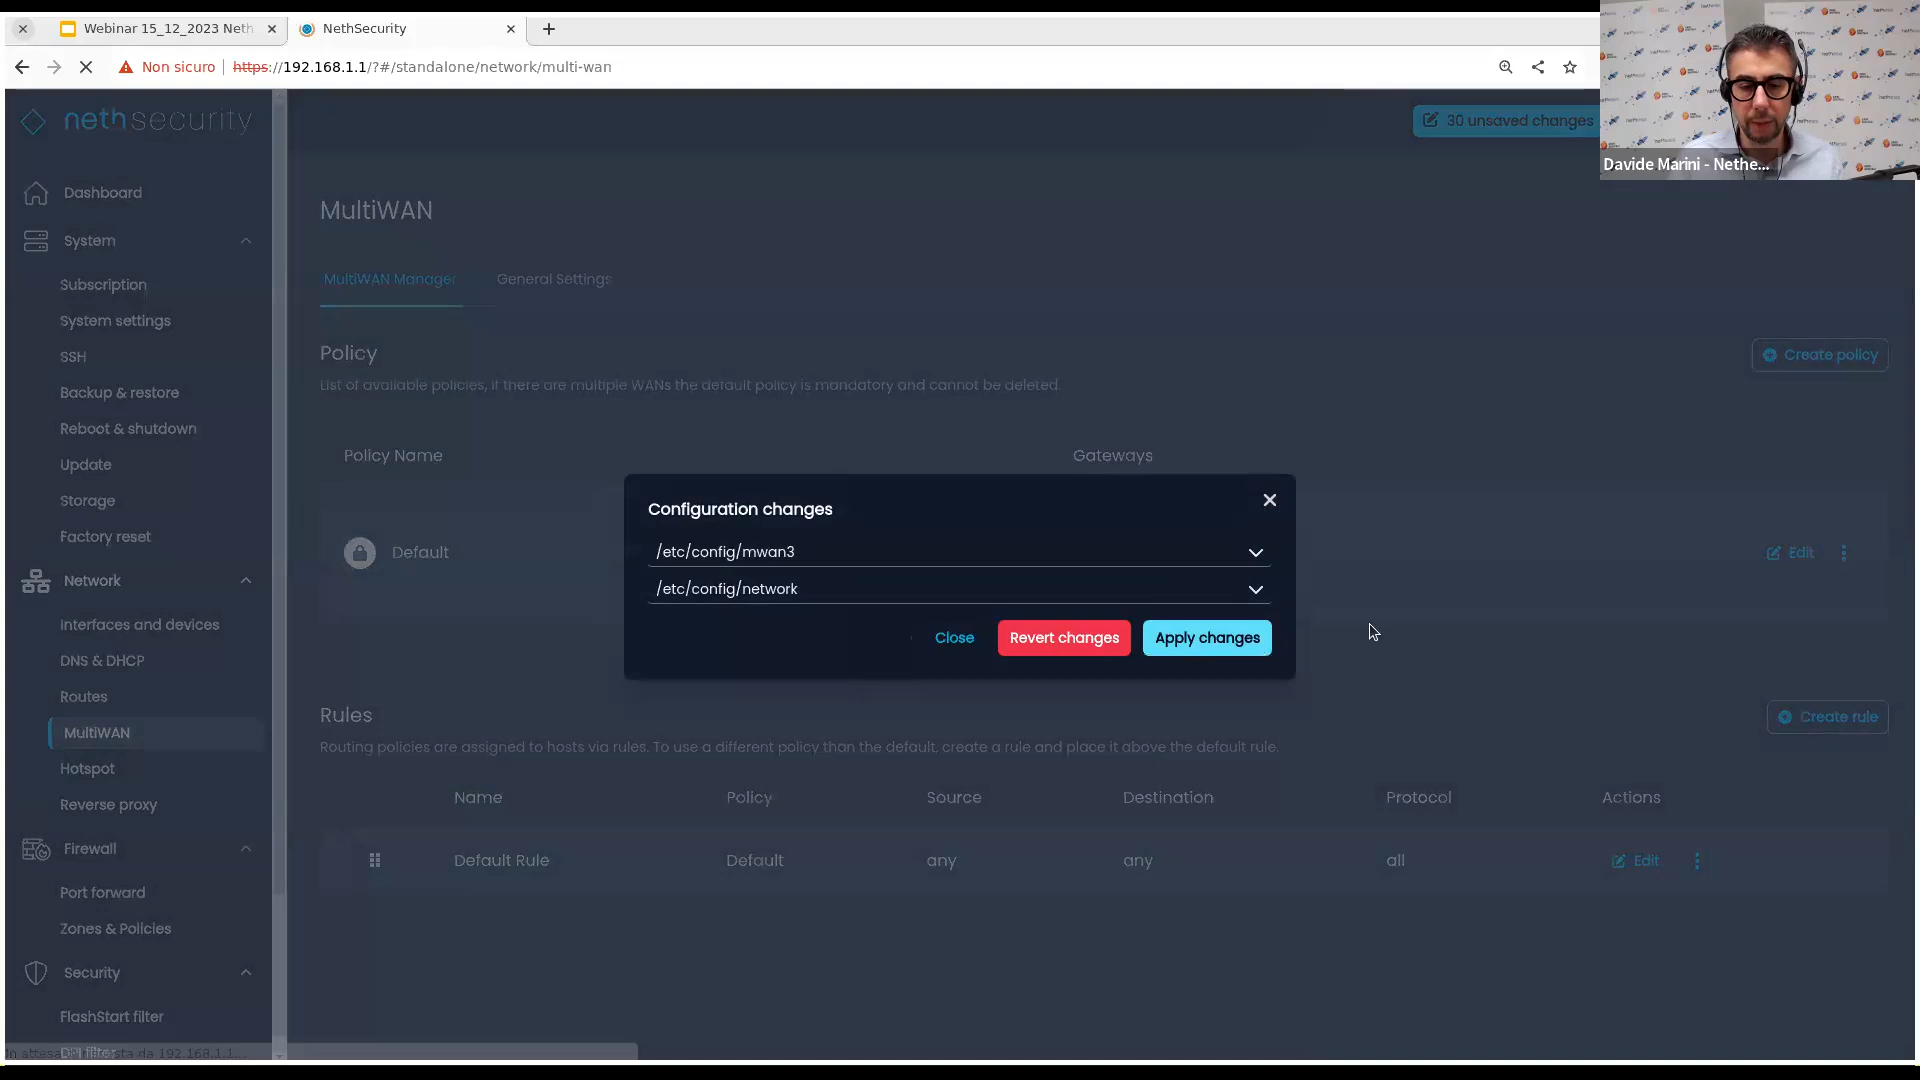 Webinar 15_12_2023 Neth
NethSecurity
Non sicuro
https://192.168.1.1/?#/standalone/network/multi-wan
Davide Marini - Nethe...
nethsecurity
30 unsaved changes
Dashboard
System
Subscription
System settings
SSH
Backup & restore
Reboot & shutdown
Update
Storage
Factory reset
Network
Interfaces and devices
DNS & DHCP
Routes
MultiWAN
Hotspot
Reverse proxy
Firewall
Port forward
Zones & Policies
Security
FlashStart filter
DPI filter
MultiWAN
MultiWAN Manager
General Settings
Policy
Create policy
List of available policies, if there are multiple WANs the default policy is mandatory and cannot be deleted.
Policy Name
Gateways
Default
Edit
Configuration changes
/etc/config/mwan3
/etc/config/network
Close
Revert changes
Apply changes
Rules
Create rule
Routing policies are assigned to hosts via rules. To use a different policy than the default, create a rule and place it above the default rule.
Name Policy Source Destination Protocol Actions
Default Rule Default any any all Edit